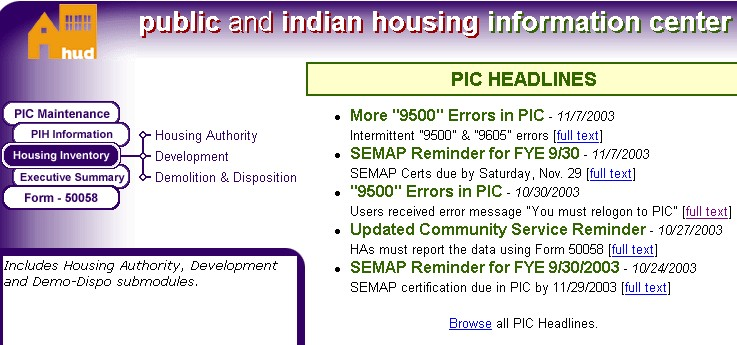 public and indian housing information center
hud
PIC Maintenance
PIH Information
Housing Inventory
Executive Summary
Form - 50058
Housing Authority
Development
Demolition & Disposition
Includes Housing Authority, Development
and Demo-Dispo submodules.
PIC HEADLINES
More "9500" Errors in PIC - 11/7/2003
Intermittent "9500" & "9605" errors [full text]
SEMAP Reminder for FYE 9/30 - 11/7/2003
SEMAP Certs due by Saturday, Nov. 29 [full text]
"9500" Errors in PIC - 10/30/2003
Users received error message "You must relogon to PIC" [full text]
Updated Community Service Reminder - 10/27/2003
HAs must report the data using Form 50058 [full text]
SEMAP Reminder for FYE 9/30/2003 - 10/24/2003
SEMAP certification due in PIC by 11/29/2003 [full text]
Browse all PIC Headlines.